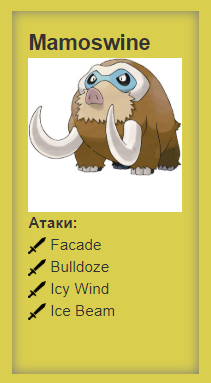 Mamoswine
Атаки:
Facade
Bulldoze
Icy Wind
Ice Beam